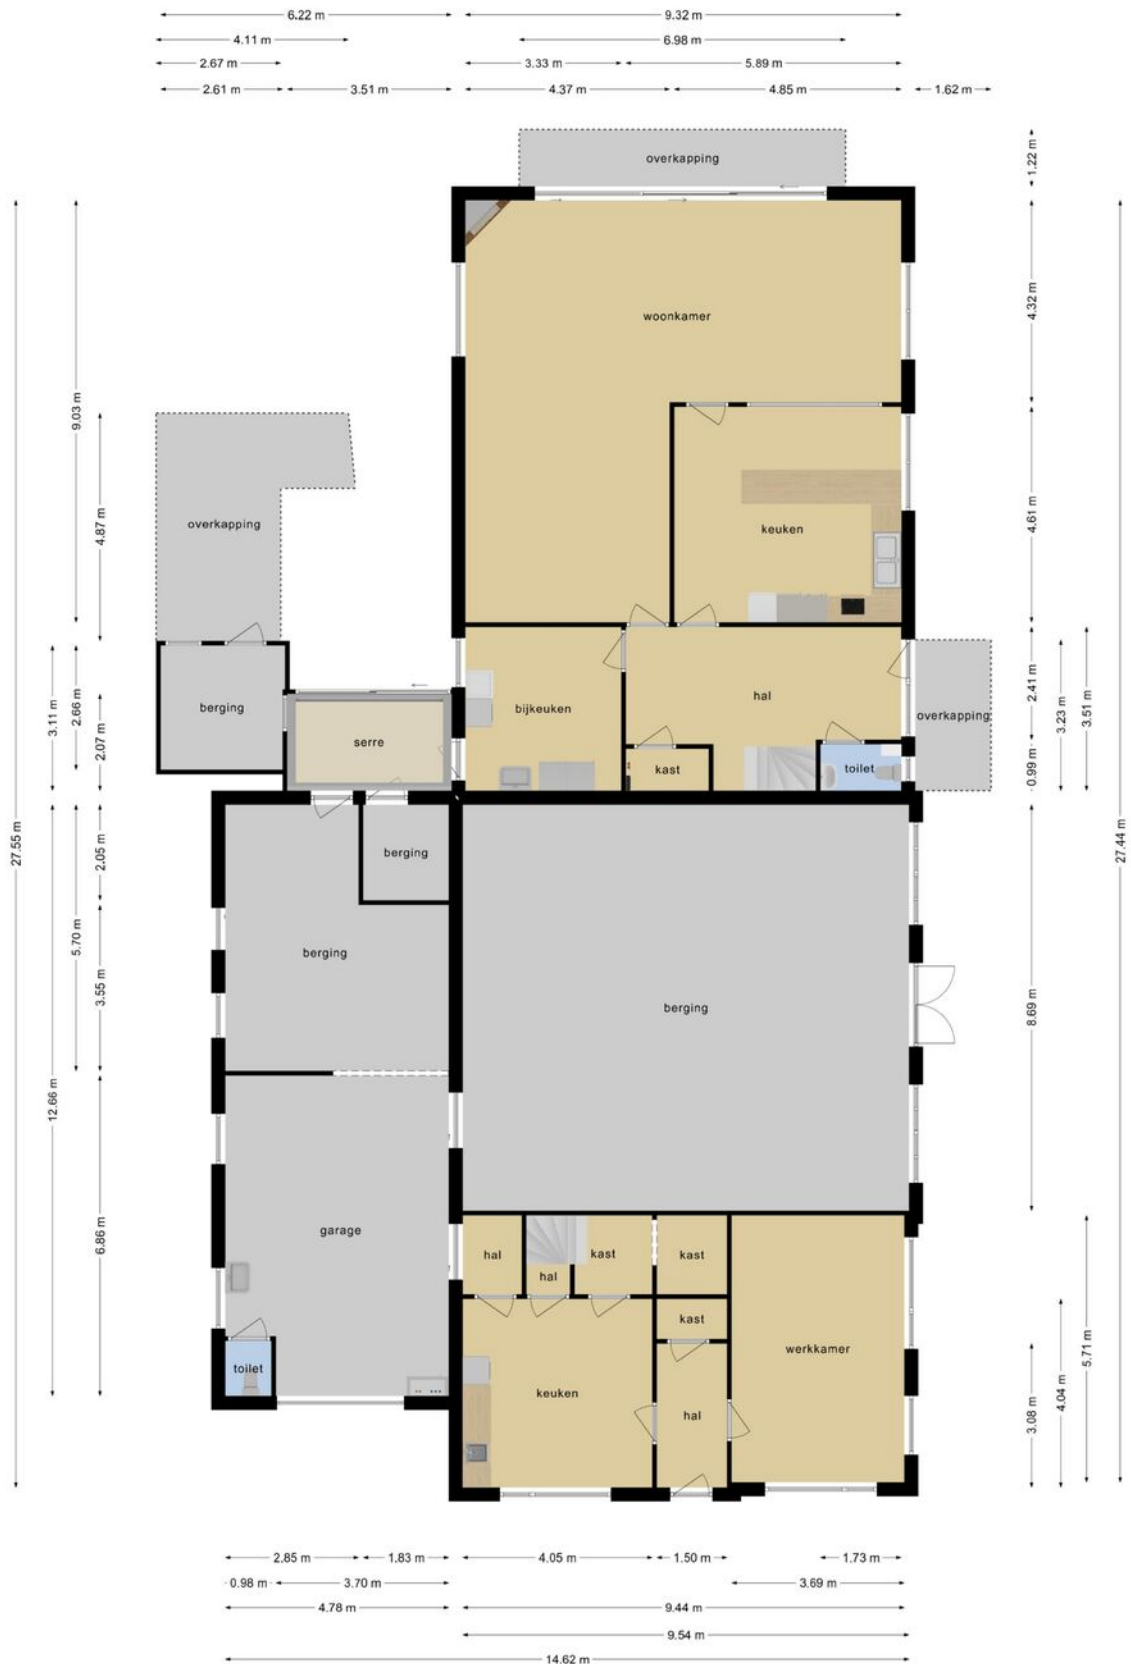 6.22 m 9.32 m
4.11 m 6.98 m
2.67 m 3.33 m 5.89 m
2.61 m 3.51 m 4.37 m 4.85 m 1.62 m
overkapping
1.22 m
woonkamer
4.32 m
9.03 m
overkapping
4.87 m
keuken
4.61 m
berging
serre
bijkeuken
hal
kast
toilet
overkapping
3.11 m
2.66 m
2.07 m
2.41 m
0.99 m
3.23 m
3.51 m
27.55 m
27.44 m
berging
2.05 m
berging
5.70 m
3.55 m
berging
8.69 m
12.66 m
garage
6.86 m
hal
hal
kast
kast
kast
toilet
keuken
hal
werkkamer
5.71 m
4.04 m
3.08 m
2.85 m 1.83 m 4.05 m 1.50 m 1.73 m
0.98 m 3.70 m 3.69 m
4.78 m 9.44 m
9.54 m
14.62 m